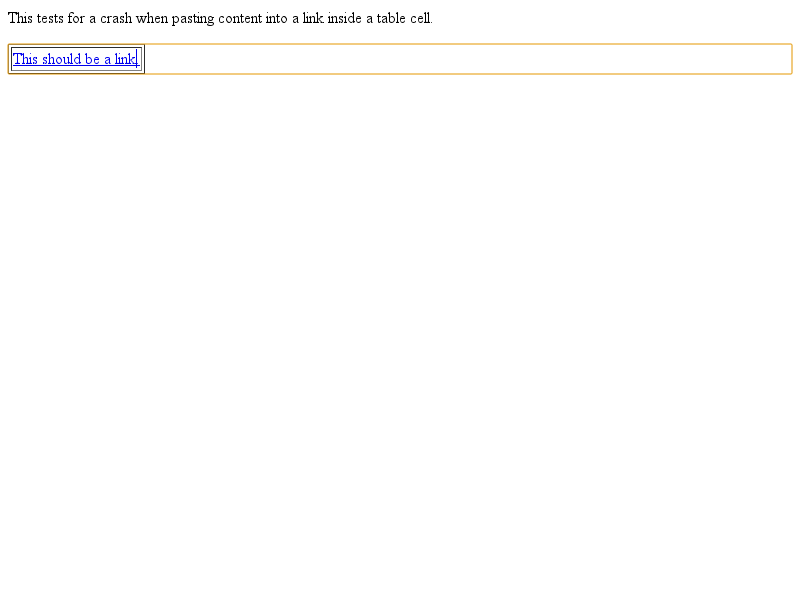 This tests for a crash when pasting content into a link inside a table cell.
This should be a link.